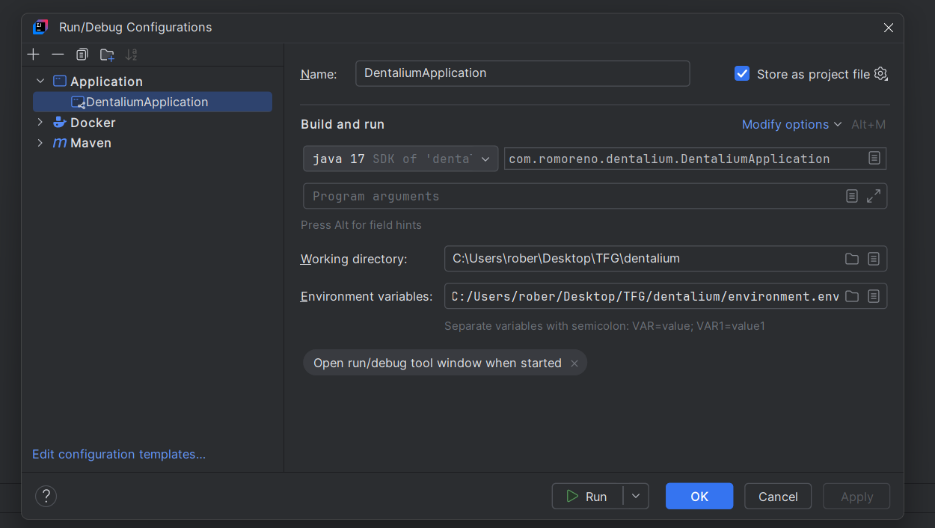 Run/Debug Configurations
Application
DentaliumApplication
Docker
Maven
Edit configuration templates...
Name:
DentaliumApplication
Store as project file
Build and run
Modify options
Alt+M
java 17 SDK of 'dental
com.romoreno.dentalium.DentaliumApplication
Program arguments
Press Alt for field hints
Working directory:
C:\Users\rober\Desktop\TFG\dentalium
Environment variables:
C:/Users/rober/Desktop/TFG/dentalium/environment.env
Separate variables with semicolon: VAR=value; VAR1=value1
Open run/debug tool window when started
?
Run
OK
Cancel
Apply